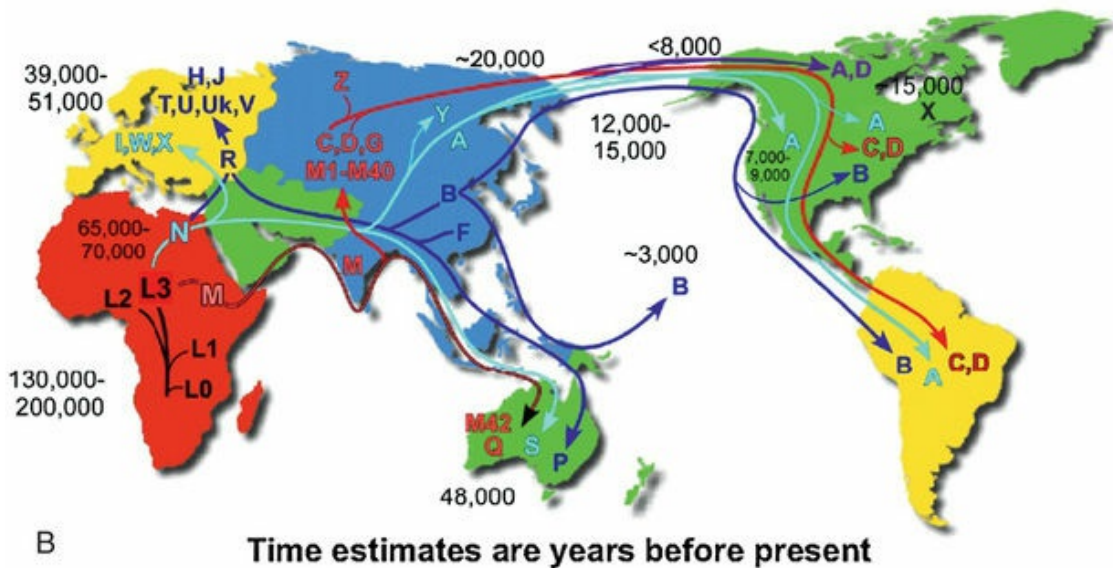 39,000-
51,000
H,J
T,U,Uk,V
I,W,X
R
65,000-
70,000
N
L3
M
L2
L1
L0
130,000-
200,000
Z
C,D,G
M1-M40
Y
A
B
F
M
~20,000
<8,000
A,D
~15,000
X
12,000-
15,000
A
7,000-
9,000
A
C,D
B
~3,000
B
M42
Q
S
P
48,000
B
A
C,D
B
Time estimates are years before present